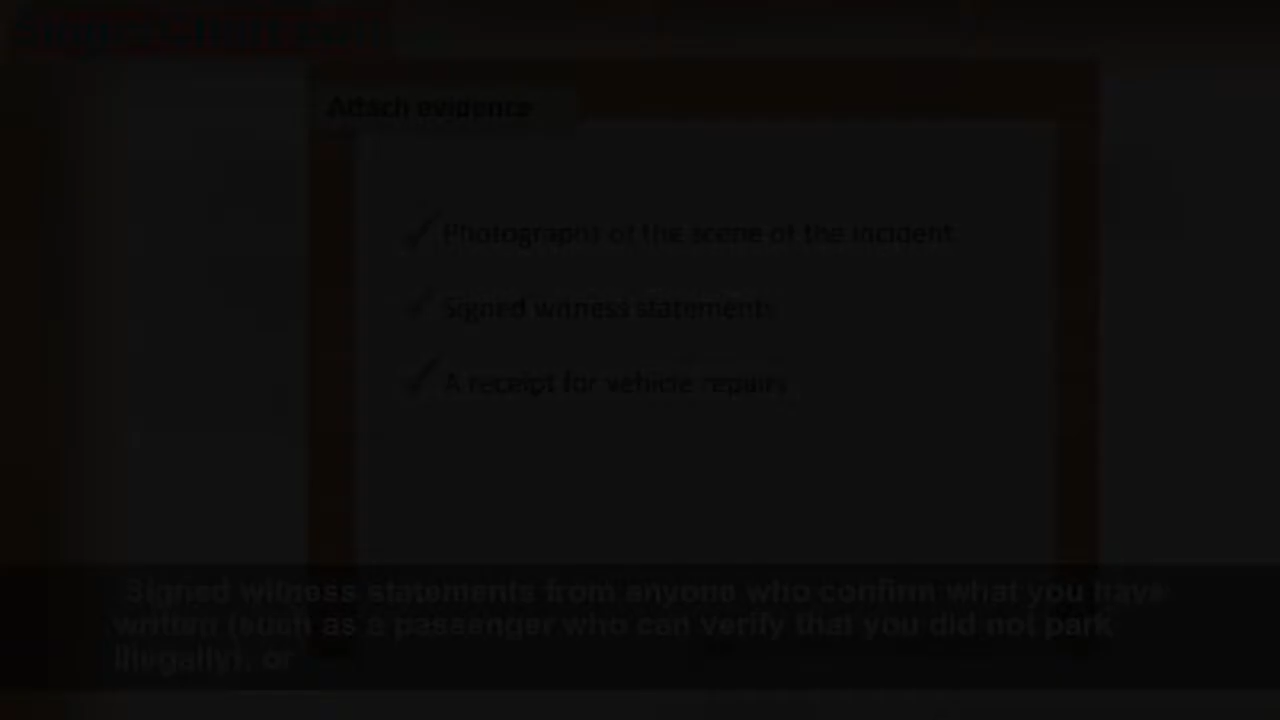 Attach evidence
✓ Photographs of the scene of the incident
✓ Signed witness statements
✓ A receipt for vehicle repairs
Signed witness statements from anyone who confirm what you have
written (such as a passenger who can verify that you did not park
illegally), or